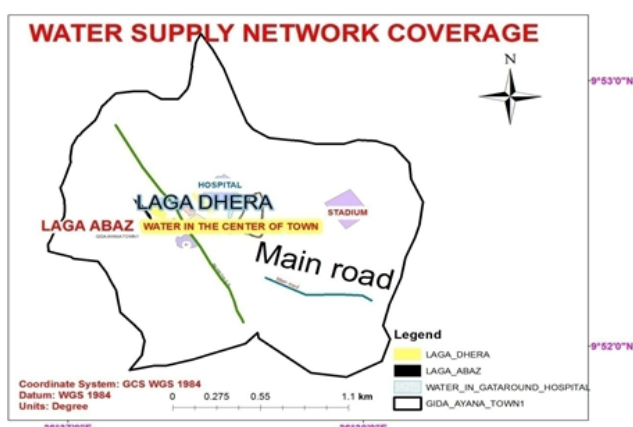 WATER SUPPLY NETWORK COVERAGE
N
9°53'0"N
HOSPITAL
LAGA DHERA
STADIUM
LAGA ABAZ
WATER IN THE CENTER OF TOWN
Main road
Main road
Legend
LAGA_DHERA
LAGA_ABAZ
WATER_IN_GATAROUND_HOSPITAL
GIDA_AYANA_TOWN1
9°52'0"N
Coordinate System: GCS WGS 1984
Datum: WGS 1984
Units: Degree
0 0.275 0.55 1.1 km